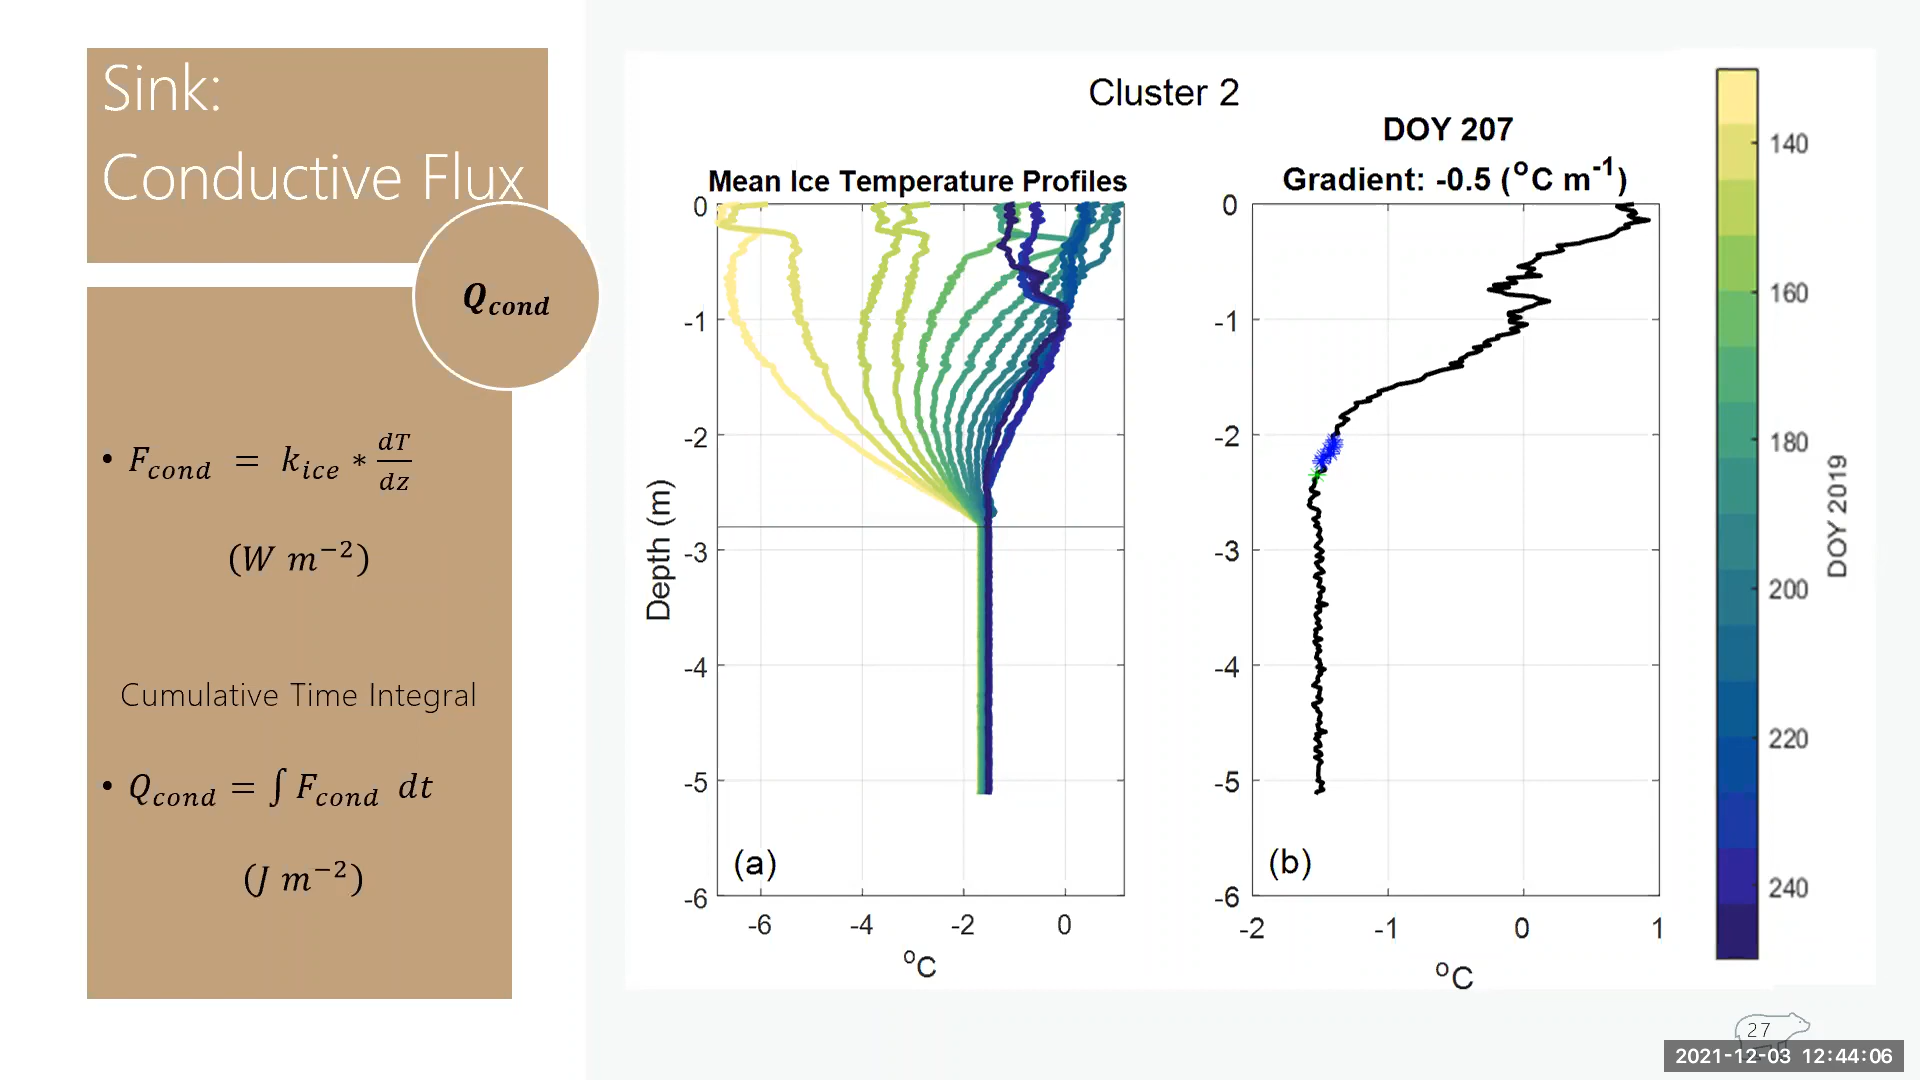 Sink:
Conductive Flux
Q_cond
• F_cond = k_ice * dT/dz
(W m⁻²)
Cumulative Time Integral
• Q_cond = ∫ F_cond dt
(J m⁻²)
Cluster 2
Mean Ice Temperature Profiles
0
-1
-2
-3
-4
-5
-6
Depth (m)
(a)
-6 -4 -2 0
°C
DOY 207
Gradient: -0.5 (°C m⁻¹)
0
-1
-2
-3
-4
-5
-6
(b)
-2 -1 0 1
°C
140
160
180
200
220
240
DOY 2019
27
2021-12-03 12:44:06